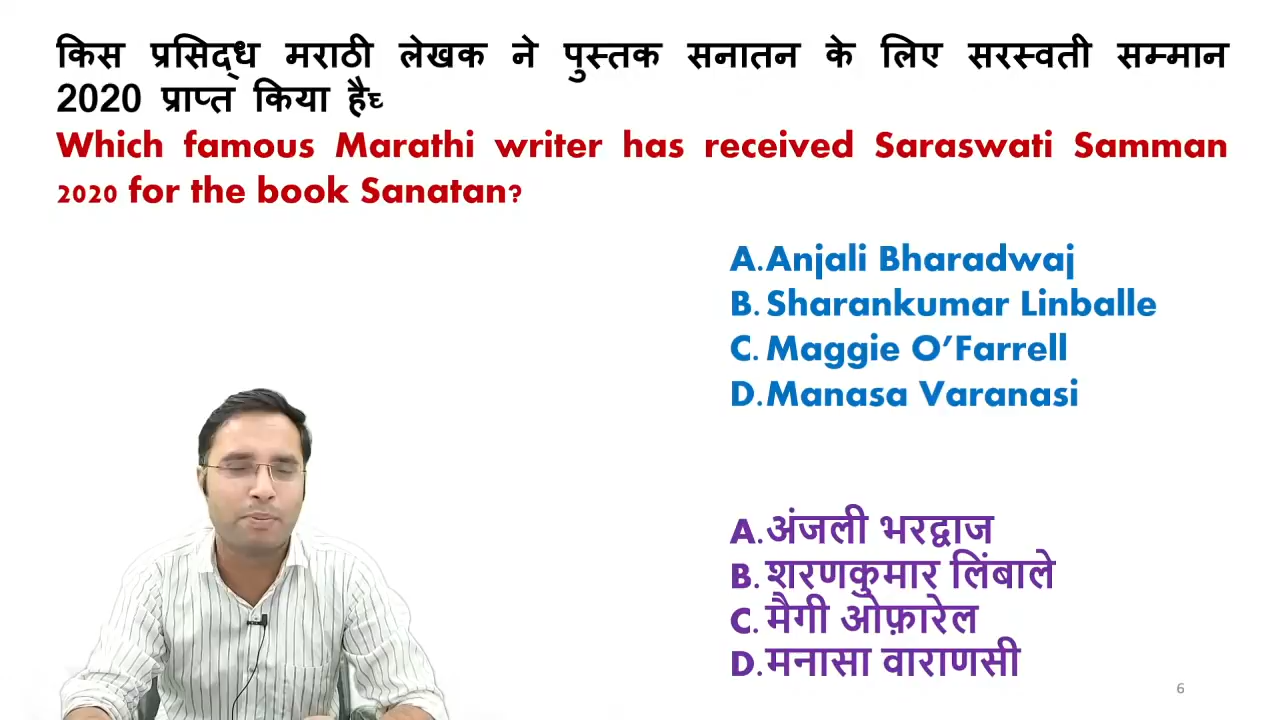 किस प्रसिद्ध मराठी लेखक ने पुस्तक सनातन के लिए सरस्वती सम्मान
2020 प्राप्त किया हैघ्
Which famous Marathi writer has received Saraswati Samman
2020 for the book Sanatan?
A.Anjali Bharadwaj
B. Sharankumar Linballe
C. Maggie O’Farrell
D.Manasa Varanasi
A.अंजली भरद्वाज
B. शरणकुमार लिंबाले
C. मैगी ओफ़ारेल
D.मनासा वाराणसी
6